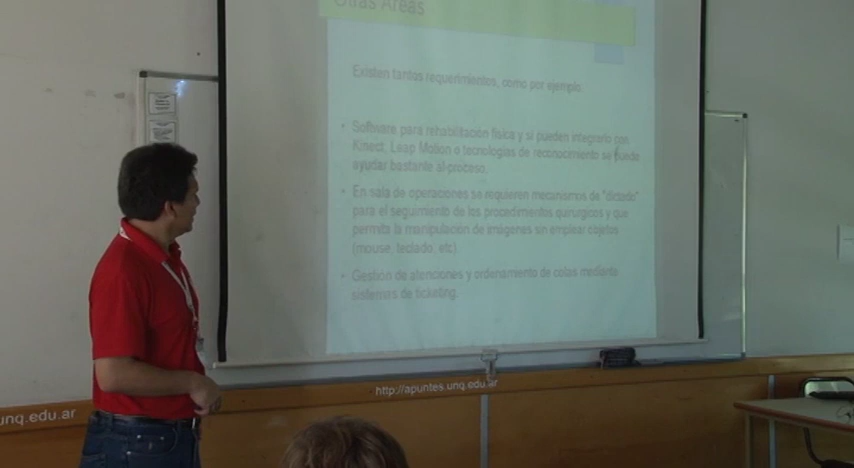 Otras Áreas
Existen tantos requerimientos, como por ejemplo
• Software para rehabilitación física y si pueden integrarlo con
Kinect, Leap Motion o tecnologías de reconocimiento se puede
ayudar bastante al proceso.
• En sala de operaciones se requieren mecanismos de "dictado"
para el seguimiento de los procedimientos quirurgicos y que
permita la manipulación de imágenes sin emplear objetos
(mouse, teclado, etc).
• Gestión de atenciones y ordenamiento de colas mediante
sistemas de ticketing.
http://apuntes.unq.edu.ar
unq.edu.ar